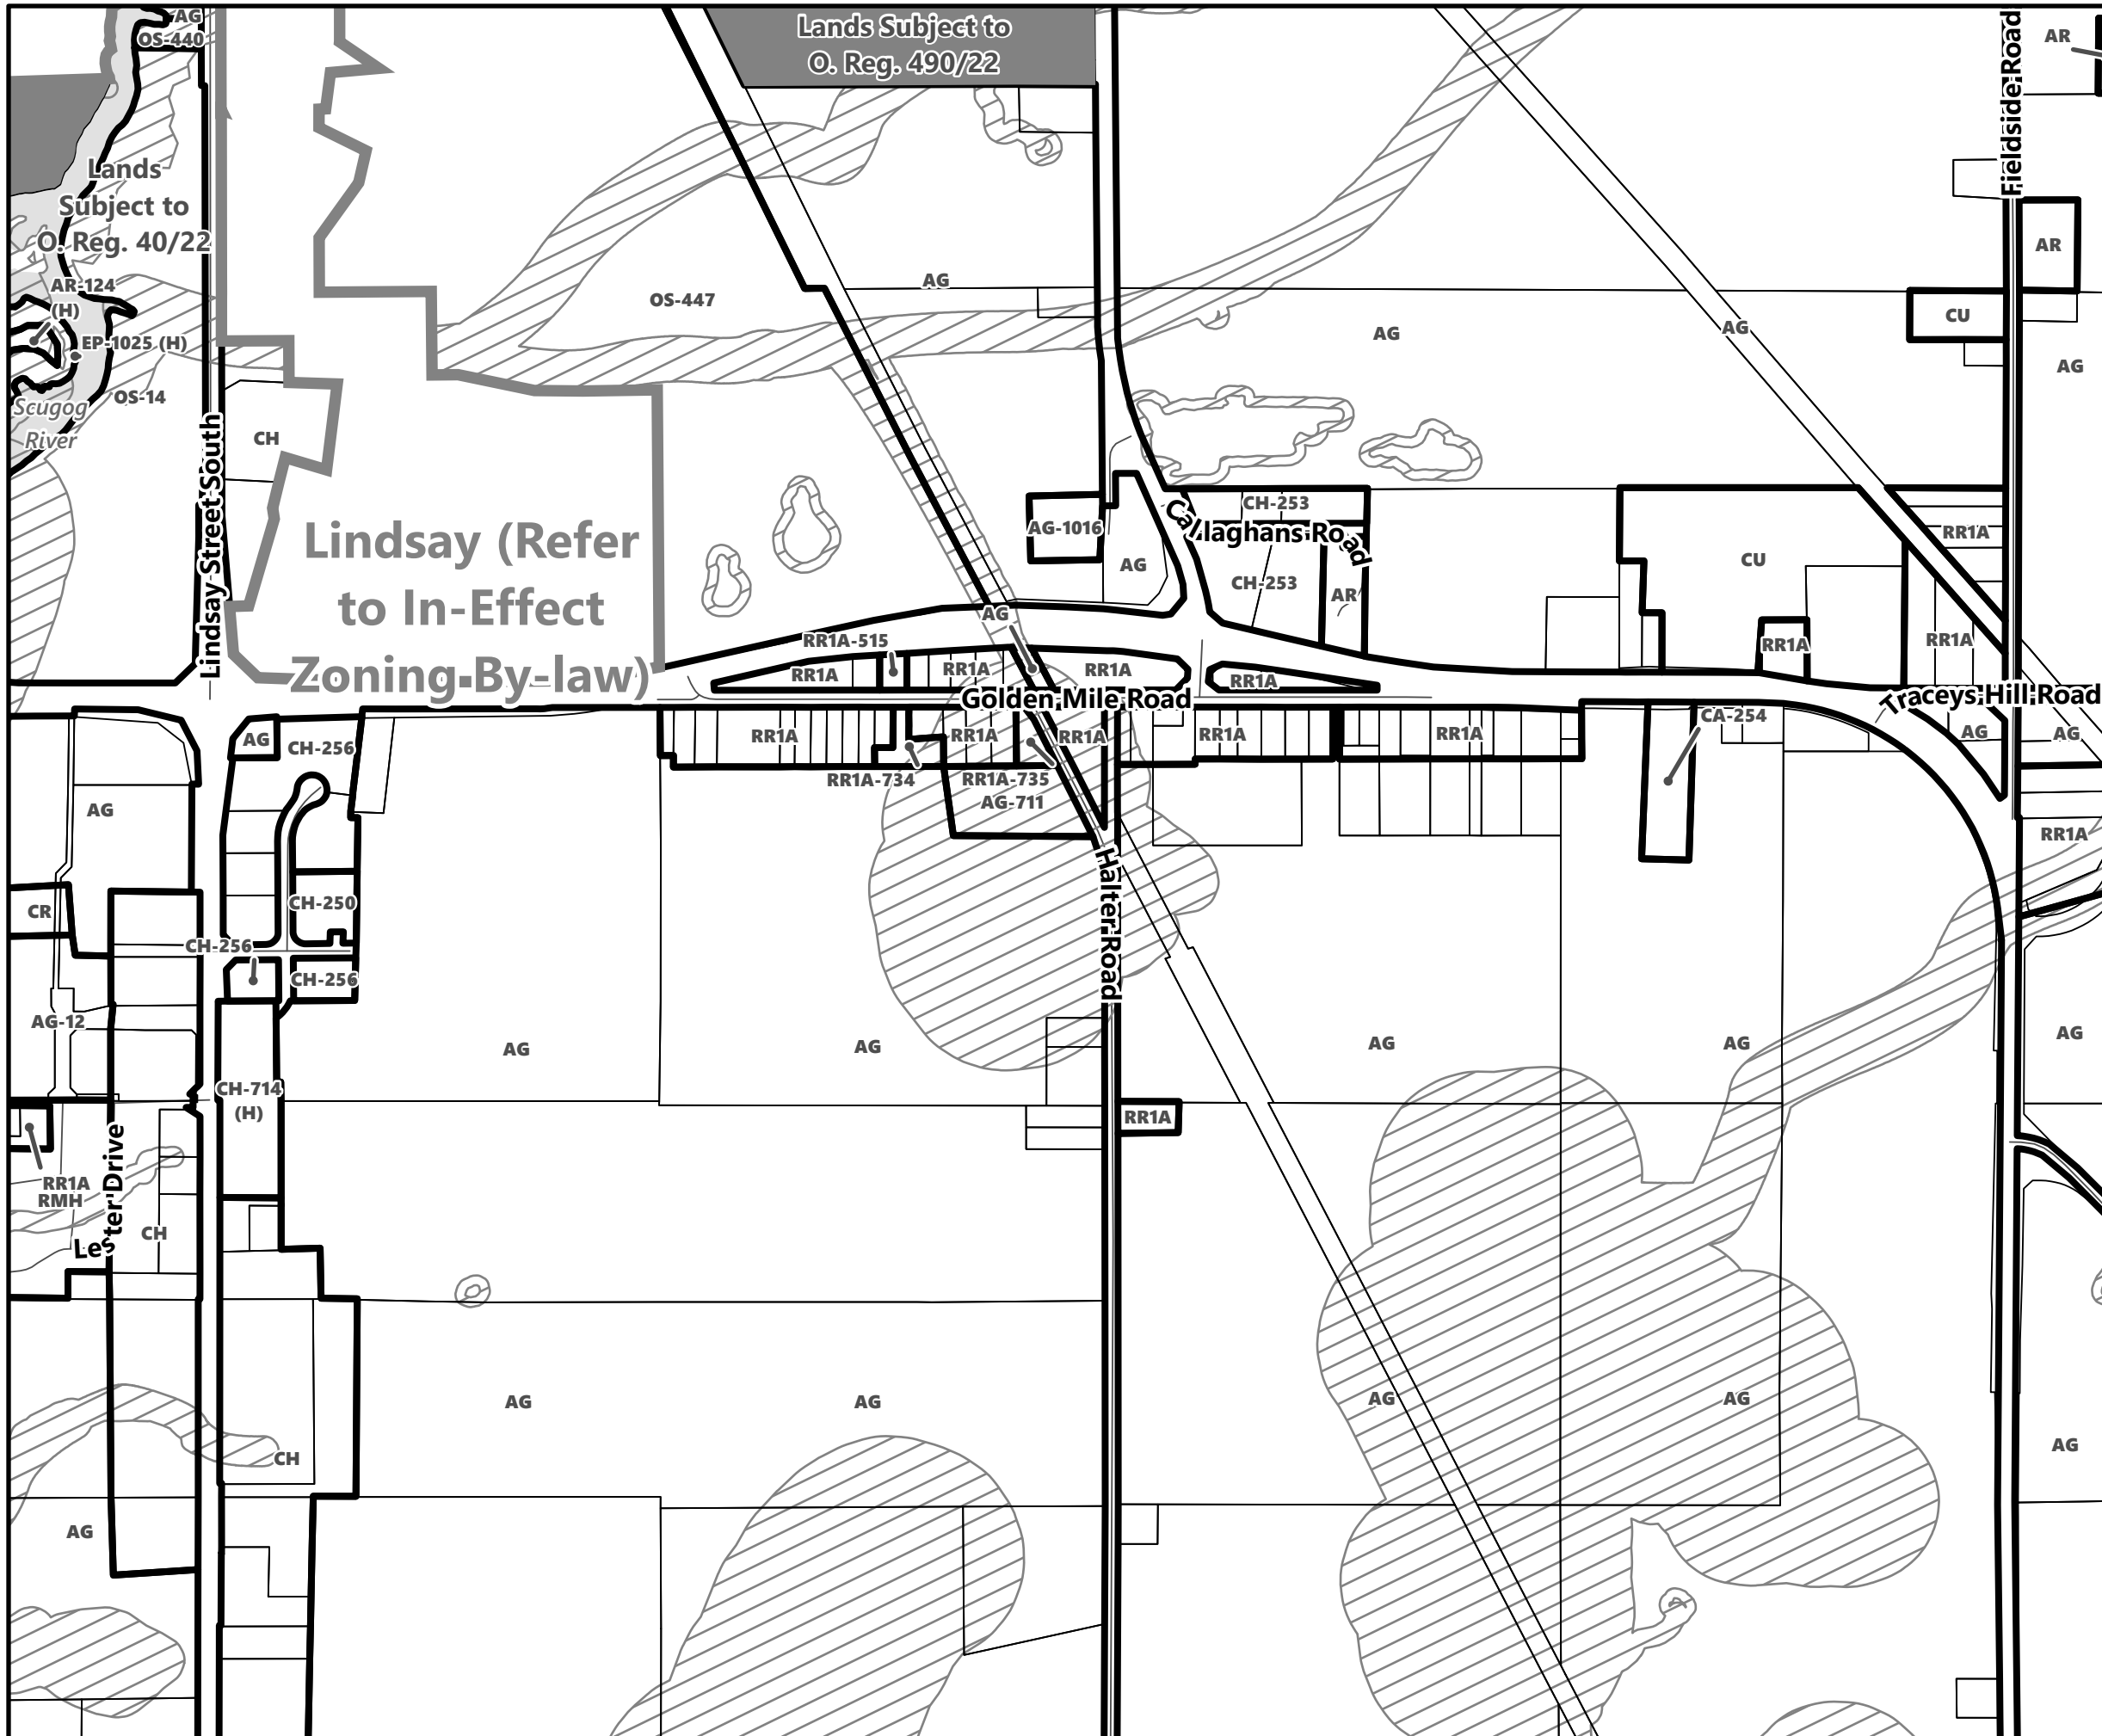 AG
OS-440
Lands Subject to
O. Reg. 490/22
Fieldside Road
AR
Lands
Subject to
O. Reg. 40/22
AR
AR-124
(H)
AG
OS-447
CU
EP-1025 (H)
AG
AG
AG
OS-14
Scugog
River
CH
Lindsay Street South
Lindsay (Refer
to In-Effect
Zoning By-law)
CH-253
AG-1016
Callaghans Road
RR1A
AG
CH-253
AR
CU
AG
RR1A-515
RR1A
RR1A
RR1A
RR1A
RR1A
RR1A
Golden Mile Road
Traceys Hill Road
AG
CH-256
RR1A
RR1A
RR1A
RR1A
RR1A
CA-254
AG
AG
RR1A-734
RR1A-735
AG-711
AG
RR1A
Halter Road
CR
CH-250
CH-256
CH-256
AG-12
AG
AG
AG
AG
AG
CH-714
(H)
RR1A
Lester Drive
RR1A
RMH
CH
AG
AG
AG
AG
AG
CH
AG